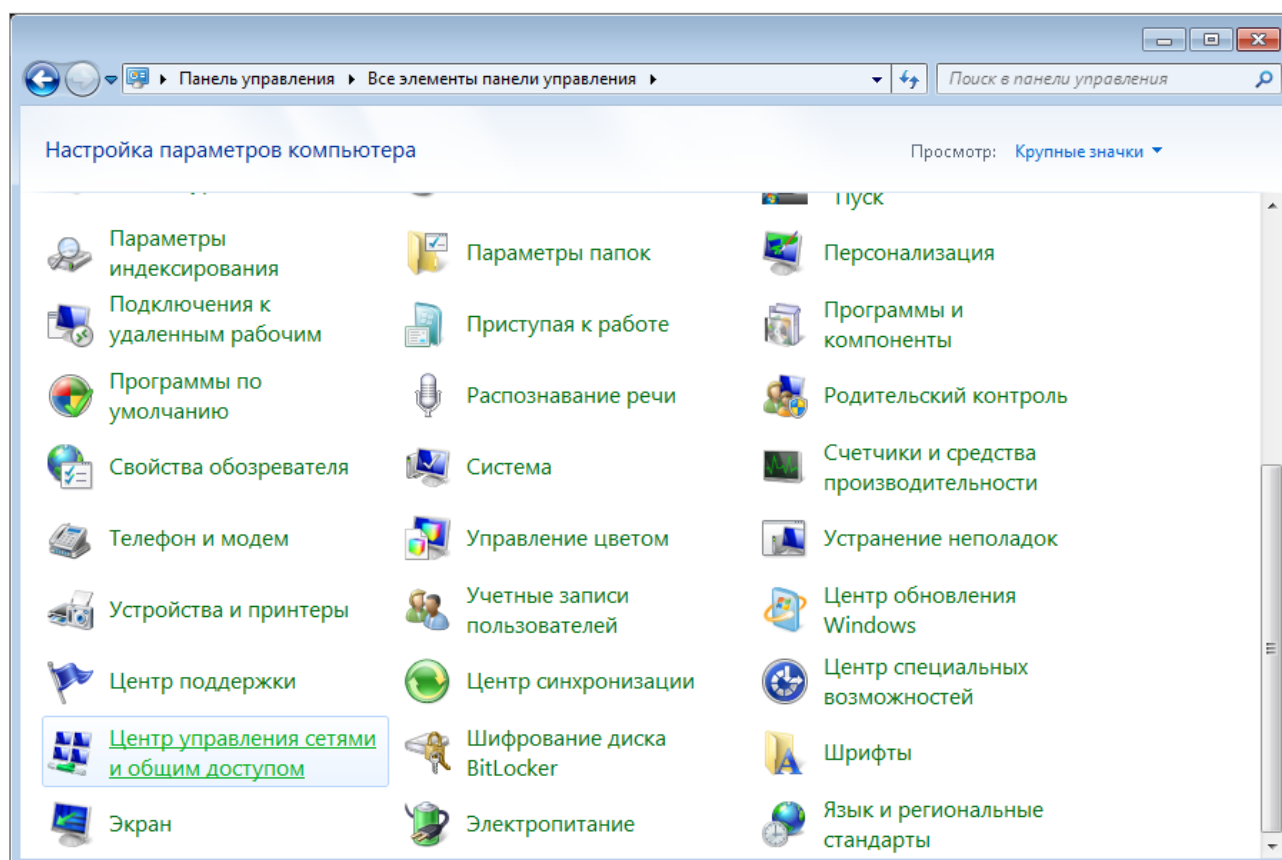 Панель управления
Все элементы панели управления
Поиск в панели управления
Настройка параметров компьютера
Просмотр: Крупные значки
Пуск
Параметры
индексирования
Параметры папок
Персонализация
Подключения к
удаленным рабочим
Приступая к работе
Программы и
компоненты
Программы по
умолчанию
Распознавание речи
Родительский контроль
Свойства обозревателя
Система
Счетчики и средства
производительности
Телефон и модем
Управление цветом
Устранение неполадок
Устройства и принтеры
Учетные записи
пользователей
Центр обновления
Windows
Центр поддержки
Центр синхронизации
Центр специальных
возможностей
Центр управления сетями
и общим доступом
Шифрование диска
BitLocker
Шрифты
Экран
Электропитание
Язык и региональные
стандарты